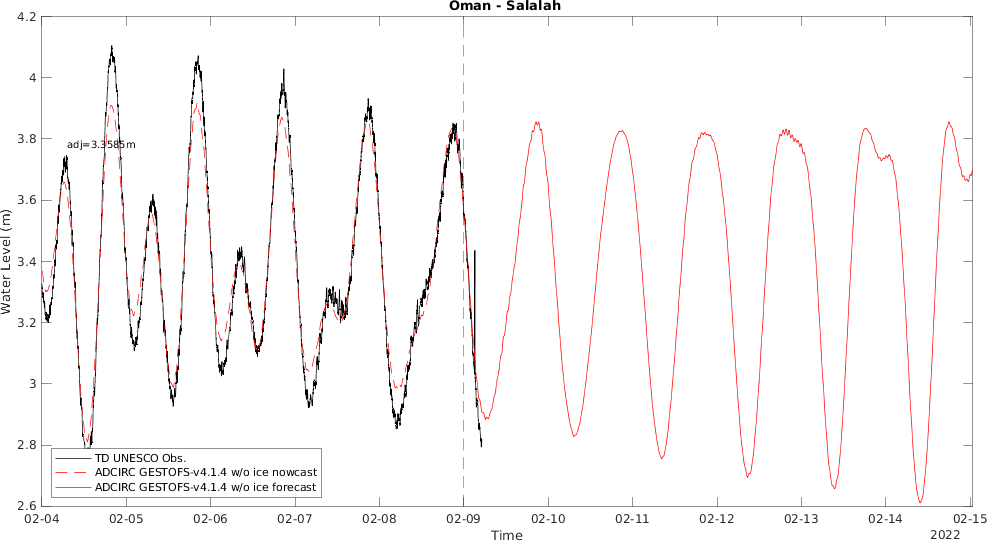 Oman - Salalah
4.2
4
3.8
3.6
3.4
3.2
3
2.8
2.6
Water Level (m)
adj=3.3585m
TD UNESCO Obs.
ADCIRC GESTOFS-v4.1.4 w/o ice nowcast
ADCIRC GESTOFS-v4.1.4 w/o ice forecast
02-04 02-05 02-06 02-07 02-08 02-09 02-10 02-11 02-12 02-13 02-14 02-15
Time
2022